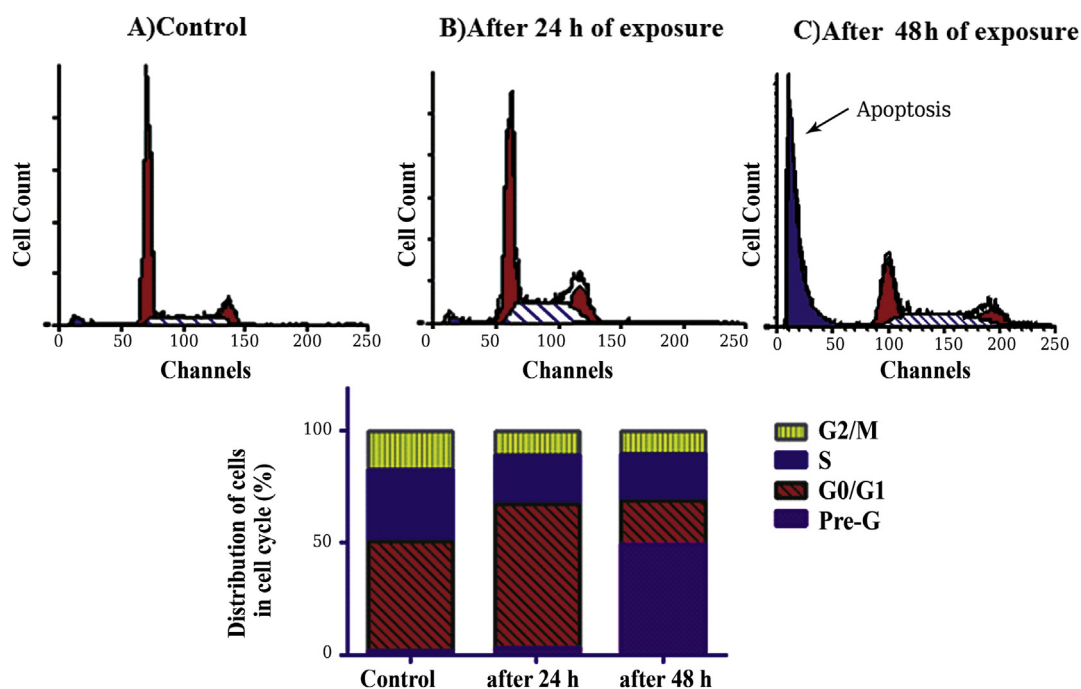 A)Control
B)After 24 h of exposure
C)After 48h of exposure
Cell Count
0 50 100 150 200 250
Channels
Cell Count
0 50 100 150 200 250
Channels
Apoptosis
Cell Count
0 50 100 150 200 250
Channels
Distribution of cells
in cell cycle (%)
100
50
0
Control
after 24 h
after 48 h
G2/M
S
G0/G1
Pre-G